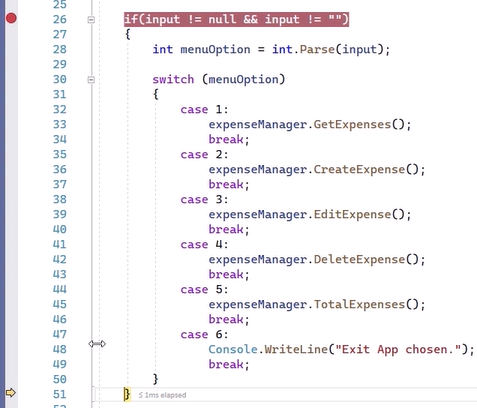 25
26 if(input != null && input != "")
27 {
28 int menuOption = int.Parse(input);
29
30 switch (menuOption)
31 {
32 case 1:
33 expenseManager.GetExpenses();
34 break;
35 case 2:
36 expenseManager.CreateExpense();
37 break;
38 case 3:
39 expenseManager.EditExpense();
40 break;
41 case 4:
42 expenseManager.DeleteExpense();
43 break;
44 case 5:
45 expenseManager.TotalExpenses();
46 break;
47 case 6:
48 Console.WriteLine("Exit App chosen.");
49 break;
50 }
51 } ≤ 1ms elapsed